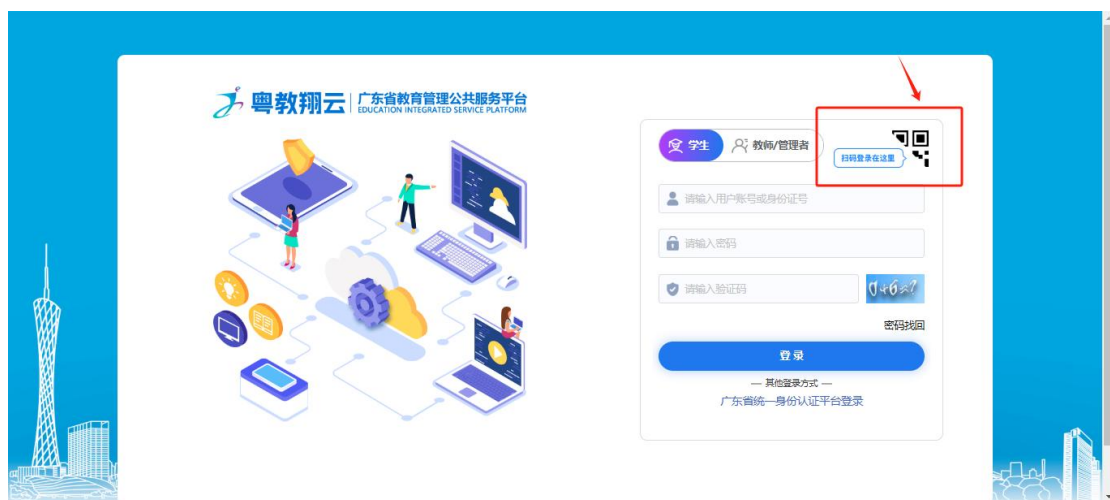 粤教翔云
广东省教育管理公共服务平台
EDUCATION INTEGRATED SERVICE PLATFORM
学生
教师/管理者
扫码登录在这里
请输入用户账号或身份证号
请输入密码
请输入验证码
0+6=?
密码找回
登录
— 其他登录方式 —
广东省统一身份认证平台登录